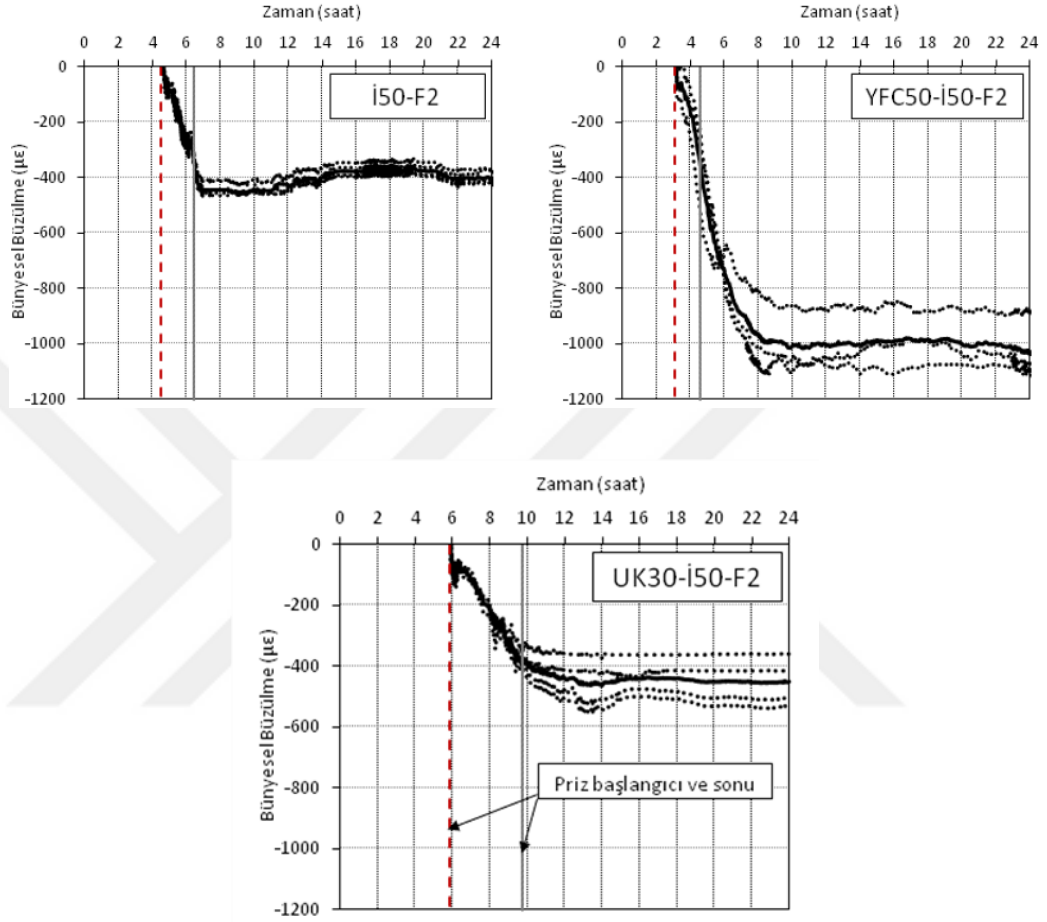 Zaman (saat)
0 2 4 6 8 10 12 14 16 18 20 22 24
0
-200
-400
-600
-800
-1000
-1200
Bünyesel Büzülme (με)
İ50-F2
Zaman (saat)
0 2 4 6 8 10 12 14 16 18 20 22 24
0
-200
-400
-600
-800
-1000
-1200
Bünyesel Büzülme (με)
YFC50-İ50-F2
Zaman (saat)
0 2 4 6 8 10 12 14 16 18 20 22 24
0
-200
-400
-600
-800
-1000
-1200
Bünyesel Büzülme (με)
UK30-İ50-F2
Priz başlangıcı ve sonu